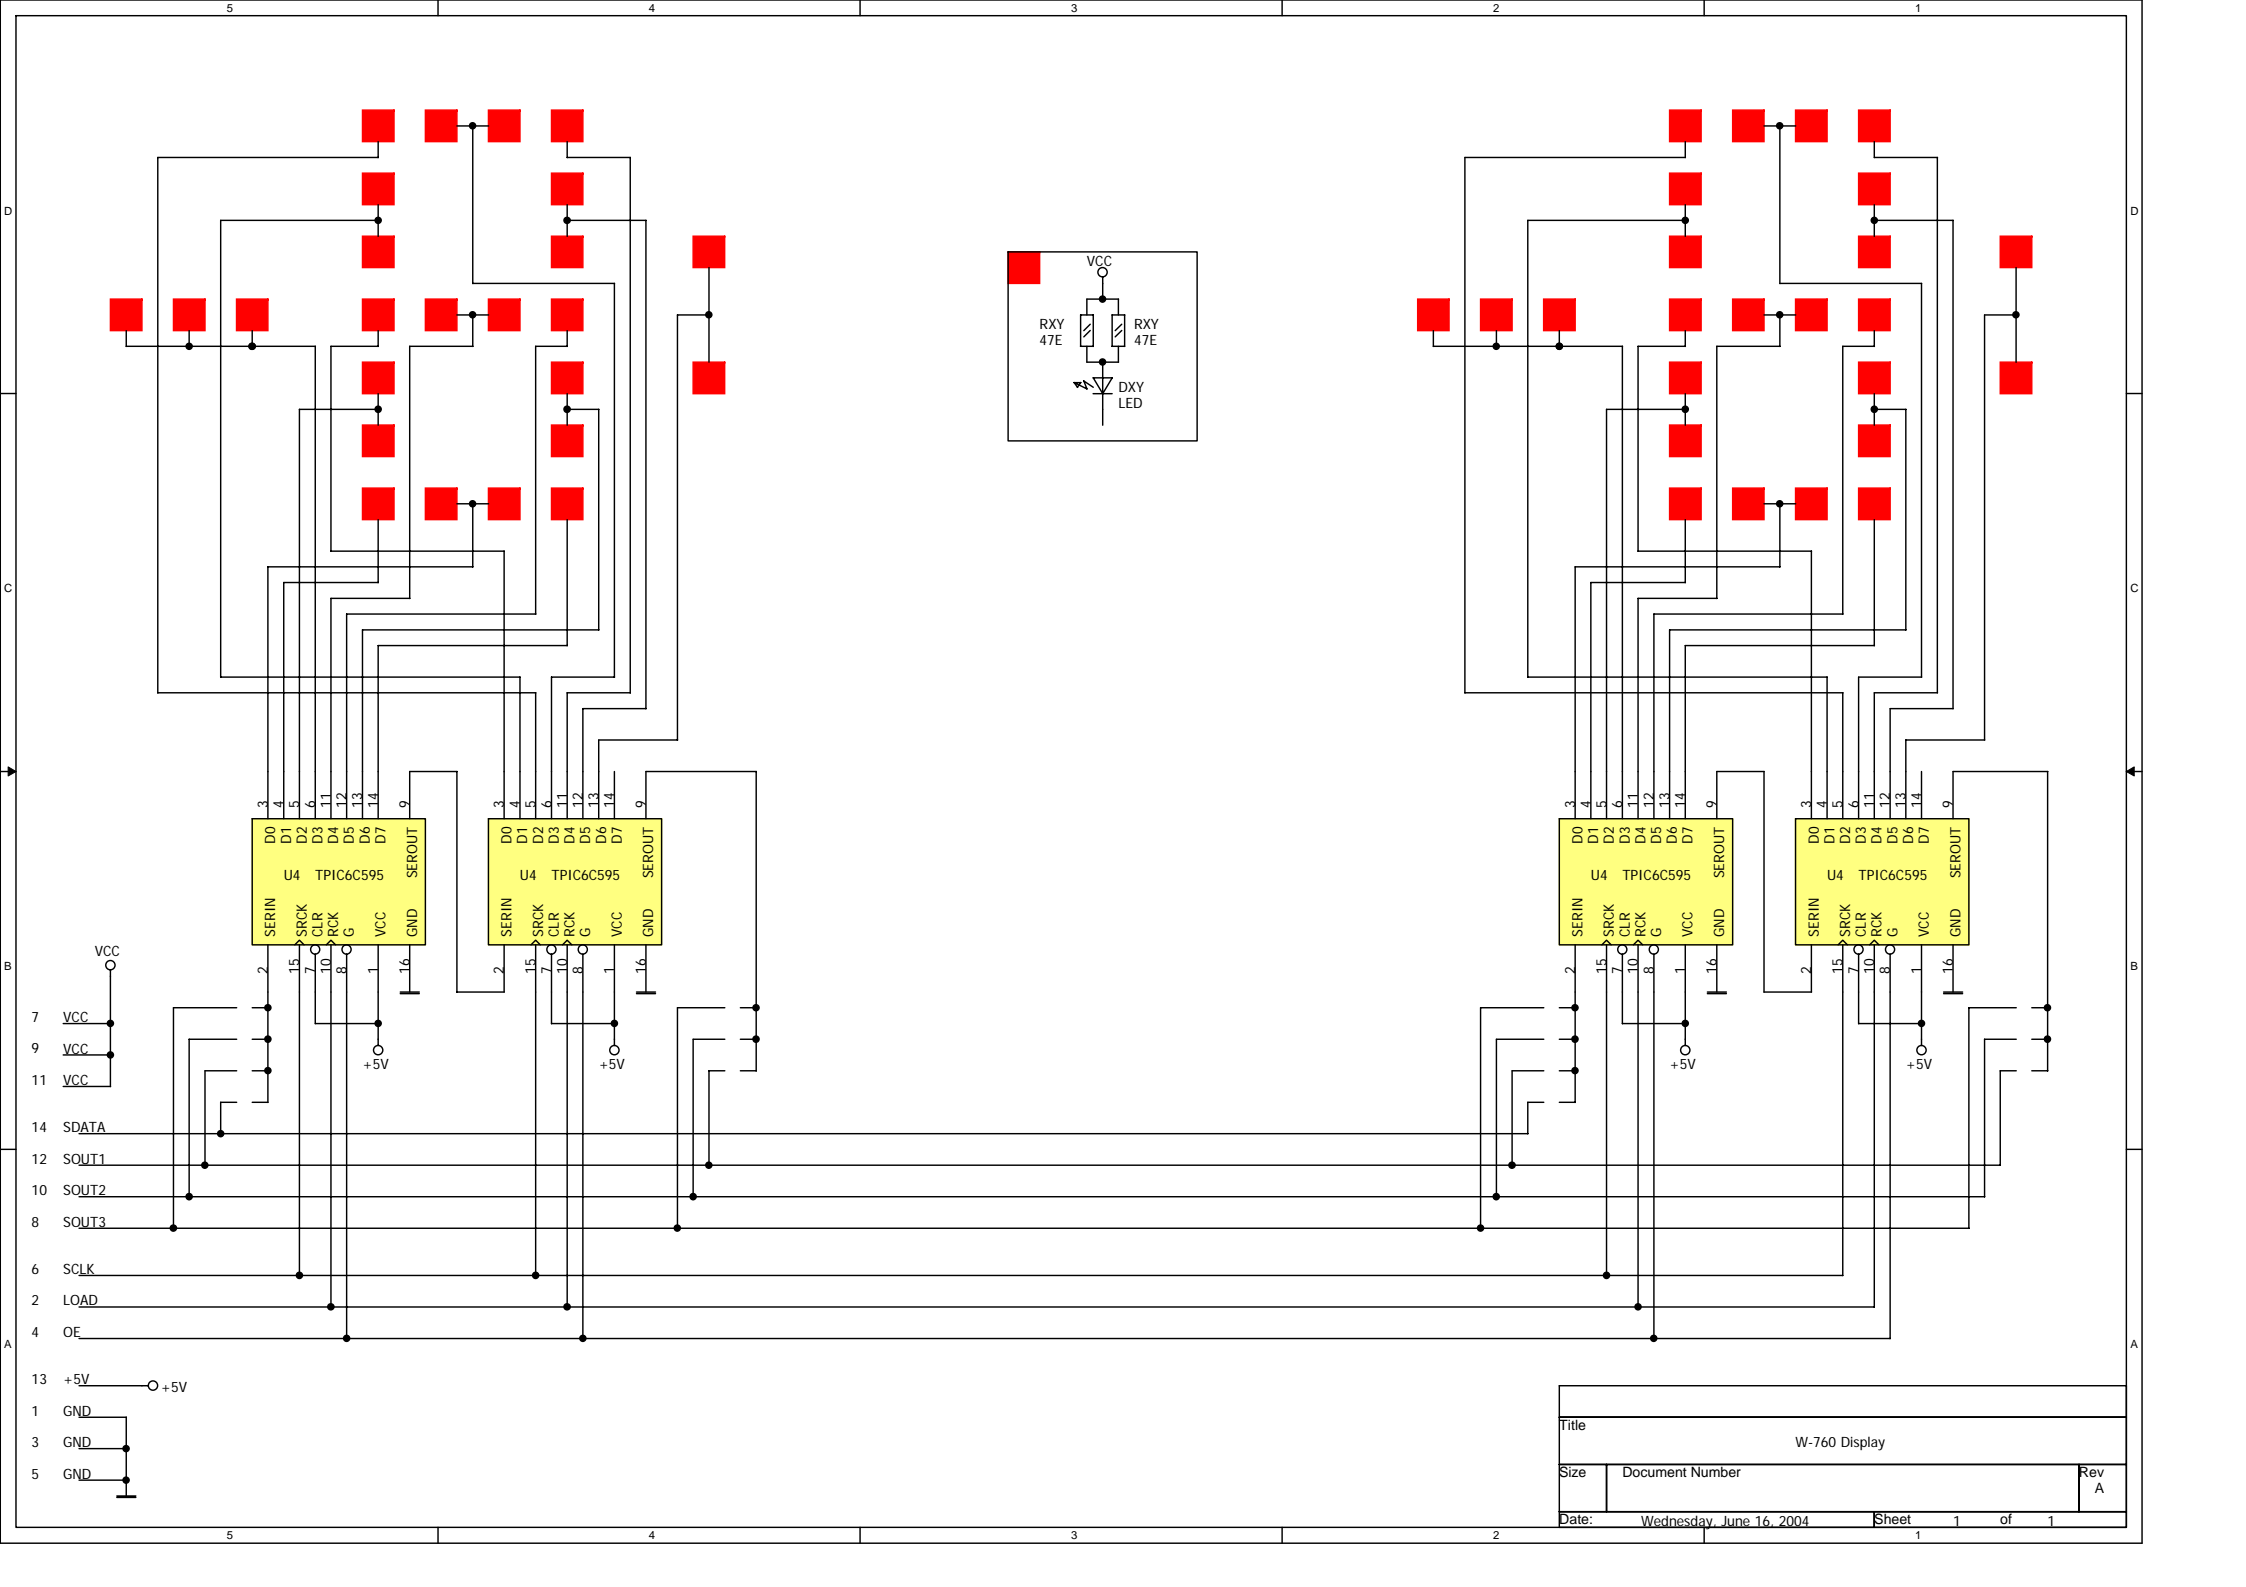 5 4 3 2 1
D D
VCC
RXY 47E RXY 47E
DXY
LED
C C
3 4 5 6 11 12 13 14 9 3 4 5 6 11 12 13 14 9 3 4 5 6 11 12 13 14 9 3 4 5 6 11 12 13 14 9
D0 D1 D2 D3 D4 D5 D6 D7 SEROUT D0 D1 D2 D3 D4 D5 D6 D7 SEROUT D0 D1 D2 D3 D4 D5 D6 D7 SEROUT D0 D1 D2 D3 D4 D5 D6 D7 SEROUT
U4 TPIC6C595 U4 TPIC6C595 U4 TPIC6C595 U4 TPIC6C595
SERIN SRCK CLR RCK G VCC GND SERIN SRCK CLR RCK G VCC GND SERIN SRCK CLR RCK G VCC GND SERIN SRCK CLR RCK G VCC GND
VCC
B B
2 15 7 10 8 1 16 2 15 7 10 8 1 16 2 15 7 10 8 1 16 2 15 7 10 8 1 16
7 VCC
9 VCC
+5V +5V +5V +5V
11 VCC
14 SDATA
12 SOUT1
10 SOUT2
8 SOUT3
6 SCLK
2 LOAD
4 OE
A A
13 +5V +5V
1 GND
3 GND
5 GND
Title
W-760 Display
Size Document Number Rev
A
Date: Wednesday, June 16, 2004 Sheet 1 of 1
5 4 3 2 1